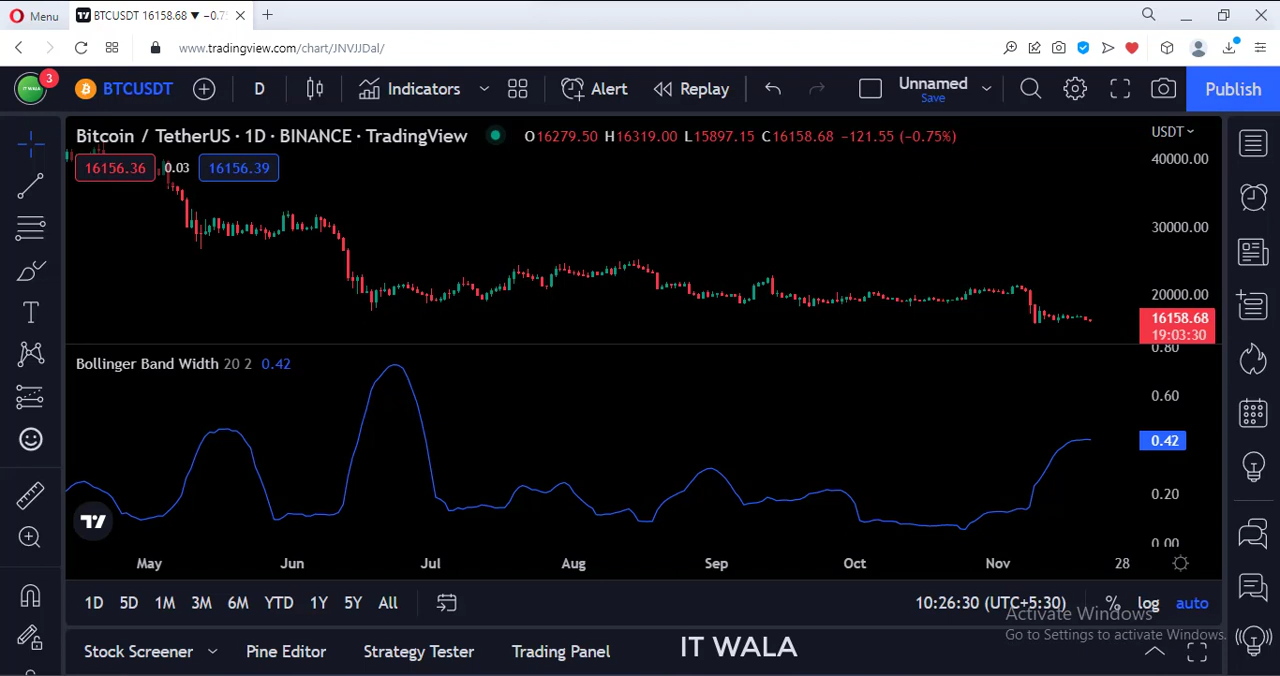 Menu
BTCUSDT 16158.68 ▼ −0.7
www.tradingview.com/chart/JNVJJDal/
IT WALA
3
BTCUSDT
D
Indicators
Alert
Replay
Unnamed
Save
Publish
Bitcoin / TetherUS · 1D · BINANCE · TradingView
O16279.50 H16319.00 L15897.15 C16158.68 −121.55 (−0.75%)
USDT
16156.36
0.03
16156.39
40000.00
30000.00
20000.00
16158.68
19:03:30
Bollinger Band Width 20 2 0.42
0.80
0.60
0.42
0.20
0.00
May Jun Jul Aug Sep Oct Nov 28
1D 5D 1M 3M 6M YTD 1Y 5Y All
10:26:30 (UTC+5:30) % log auto
Activate Windows
Go to Settings to activate Windows.
Stock Screener Pine Editor Strategy Tester Trading Panel
IT WALA